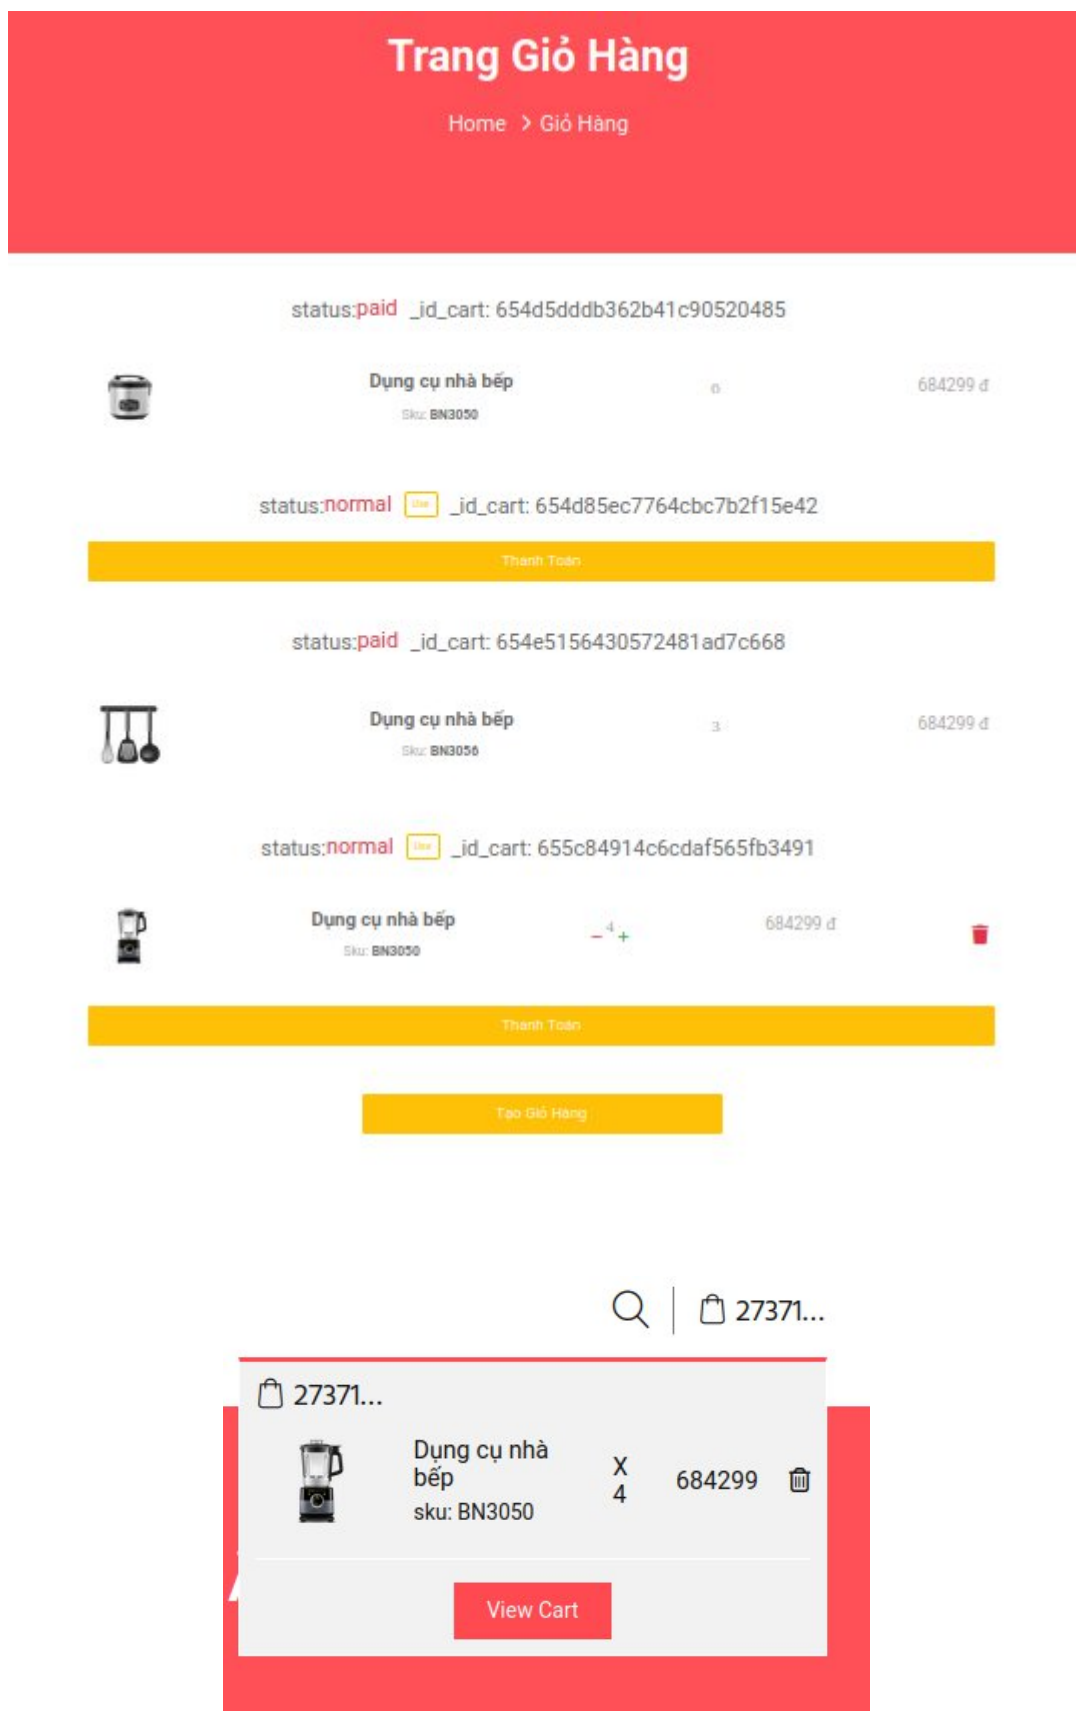 Trang Giỏ Hàng
Home > Giỏ Hàng
status:paid _id_cart: 654d5dddb362b41c90520485
Dụng cụ nhà bếp
Sku: BN3050
684299 đ
status:normal Use _id_cart: 654d85ec7764cbc7b2f15e42
Thanh Toán
status:paid _id_cart: 654e5156430572481ad7c668
Dụng cụ nhà bếp
Sku: BN3056
3
684299 đ
status:normal Use _id_cart: 655c84914c6cdaf565fb3491
Dụng cụ nhà bếp
Sku: BN3050
− 4 +
684299 đ
Thanh Toán
Tạo Giỏ Hàng
27371...
27371...
Dụng cụ nhà
bếp
sku: BN3050
X
4
684299
View Cart